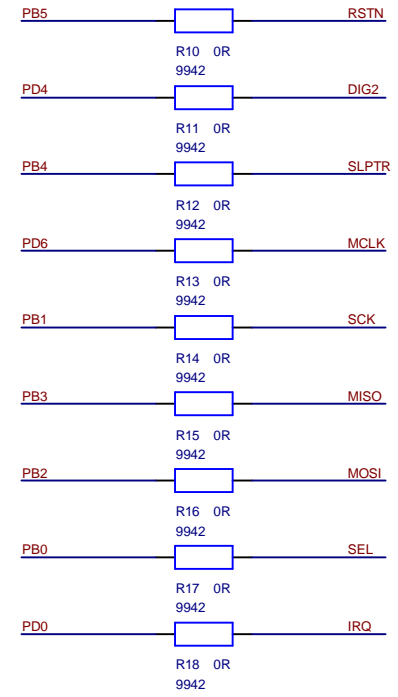 PB5 RSTN
R10 0R
9942
PD4 DIG2
R11 0R
9942
PB4 SLPTR
R12 0R
9942
PD6 MCLK
R13 0R
9942
PB1 SCK
R14 0R
9942
PB3 MISO
R15 0R
9942
PB2 MOSI
R16 0R
9942
PB0 SEL
R17 0R
9942
PD0 IRQ
R18 0R
9942